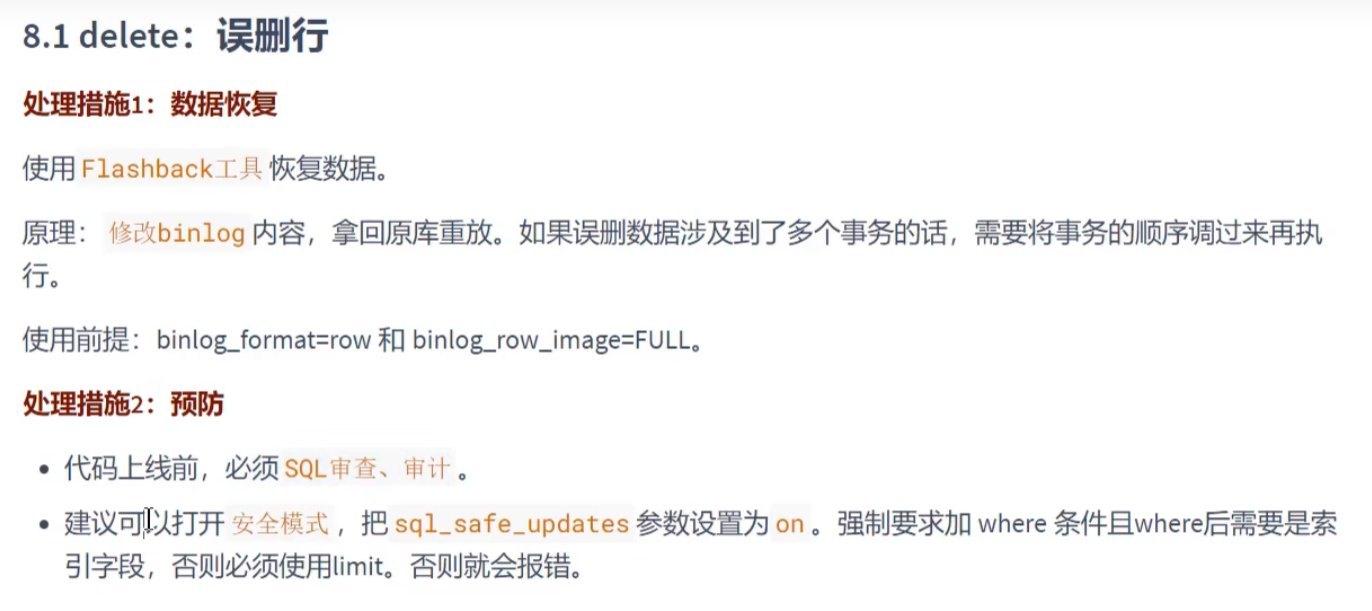 8.1 delete：误删行
处理措施1：数据恢复
使用 Flashback工具 恢复数据。
原理： 修改binlog 内容，拿回原库重放。如果误删数据涉及到了多个事务的话，需要将事务的顺序调过来再执
行。
使用前提：binlog_format=row 和 binlog_row_image=FULL。
处理措施2：预防
• 代码上线前，必须 SQL审查、审计 。
• 建议可以打开 安全模式 ，把 sql_safe_updates 参数设置为 on 。强制要求加 where 条件且where后需要是索
引字段，否则必须使用limit。否则就会报错。